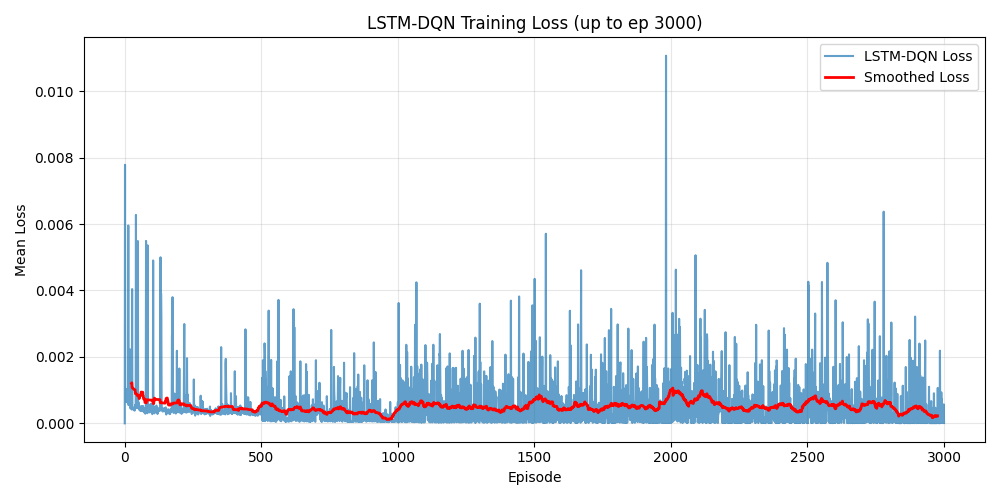 LSTM-DQN Training Loss (up to ep 3000)
LSTM-DQN Loss
Smoothed Loss
0.010
0.008
0.006
0.004
0.002
0.000
Mean Loss
0 500 1000 1500 2000 2500 3000
Episode